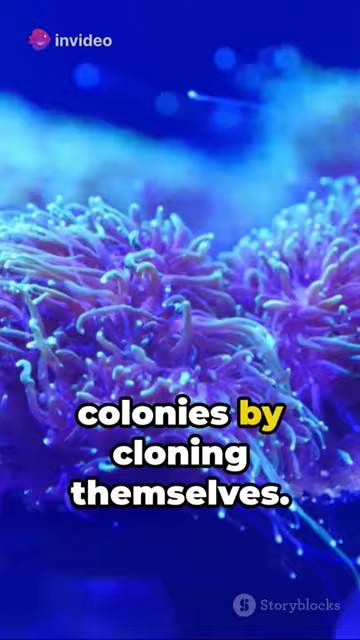 invideo
colonies by
cloning
themselves.
Storyblocks